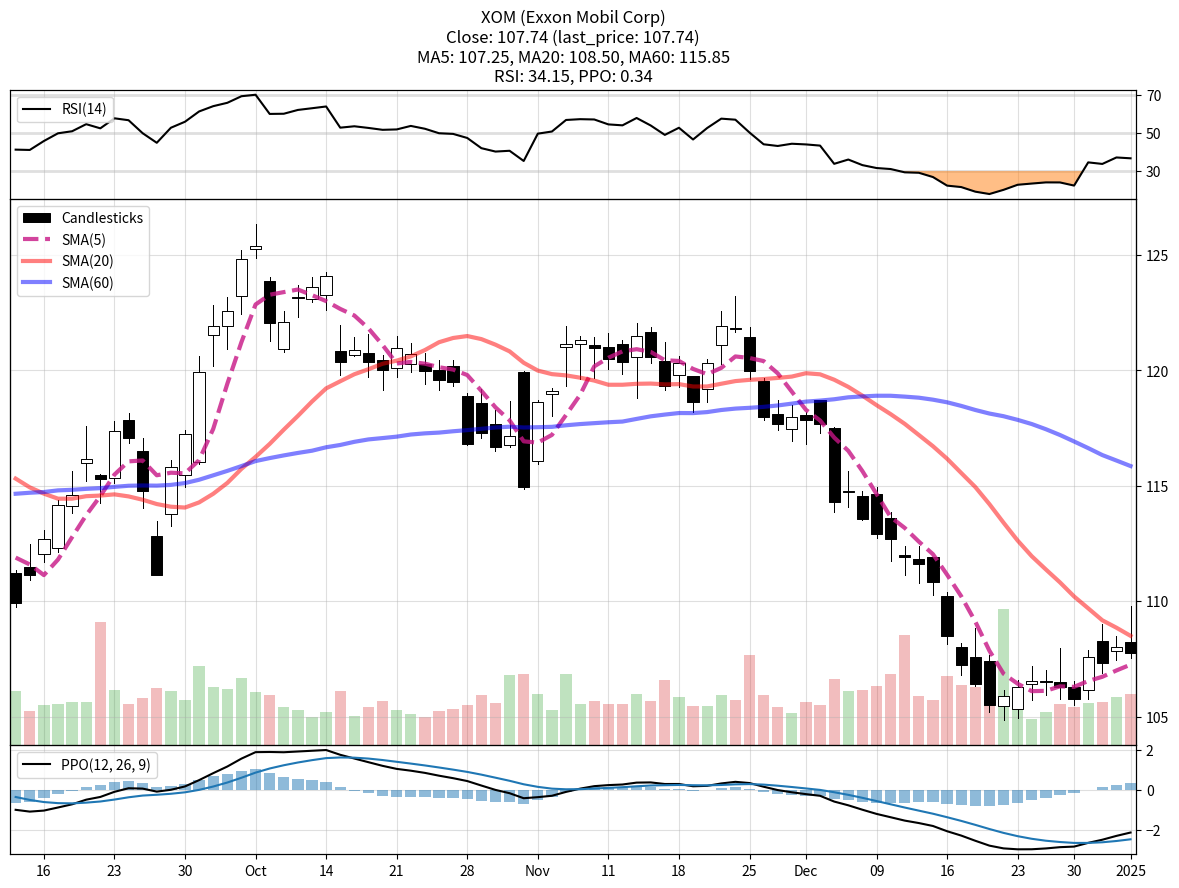 XOM (Exxon Mobil Corp)
Close: 107.74 (last_price: 107.74)
MA5: 107.25, MA20: 108.50, MA60: 115.85
RSI: 34.15, PPO: 0.34
RSI(14)
70
50
30
Candlesticks
SMA(5)
SMA(20)
SMA(60)
125
120
115
110
105
PPO(12, 26, 9)
2
0
−2
16 23 30 Oct 14 21 28 Nov 11 18 25 Dec 09 16 23 30 2025